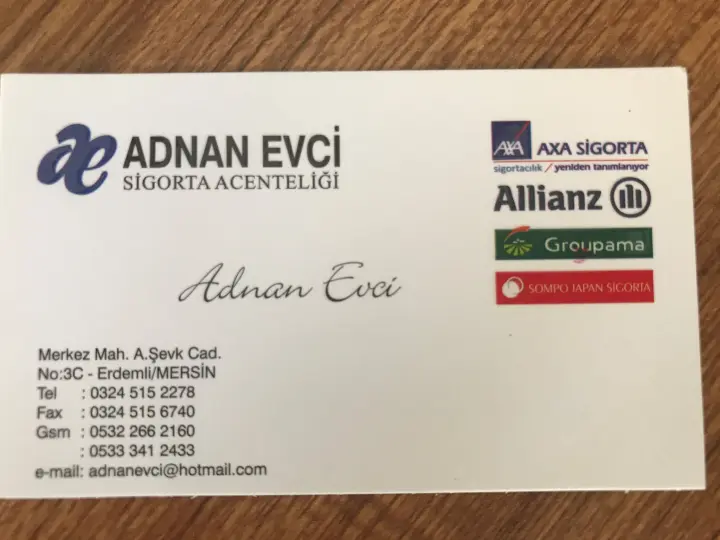 ae ADNAN EVCİ
SİGORTA ACENTELİĞİ
AXA AXA SİGORTA
sigortacılık / yeniden tanımlanıyor
Allianz
Groupama
SOMPO JAPAN SİGORTA
Adnan Evci
Merkez Mah. A.Şevk Cad.
No:3C - Erdemli/MERSİN
Tel : 0324 515 2278
Fax : 0324 515 6740
Gsm : 0532 266 2160
: 0533 341 2433
e-mail: adnanevci@hotmail.com